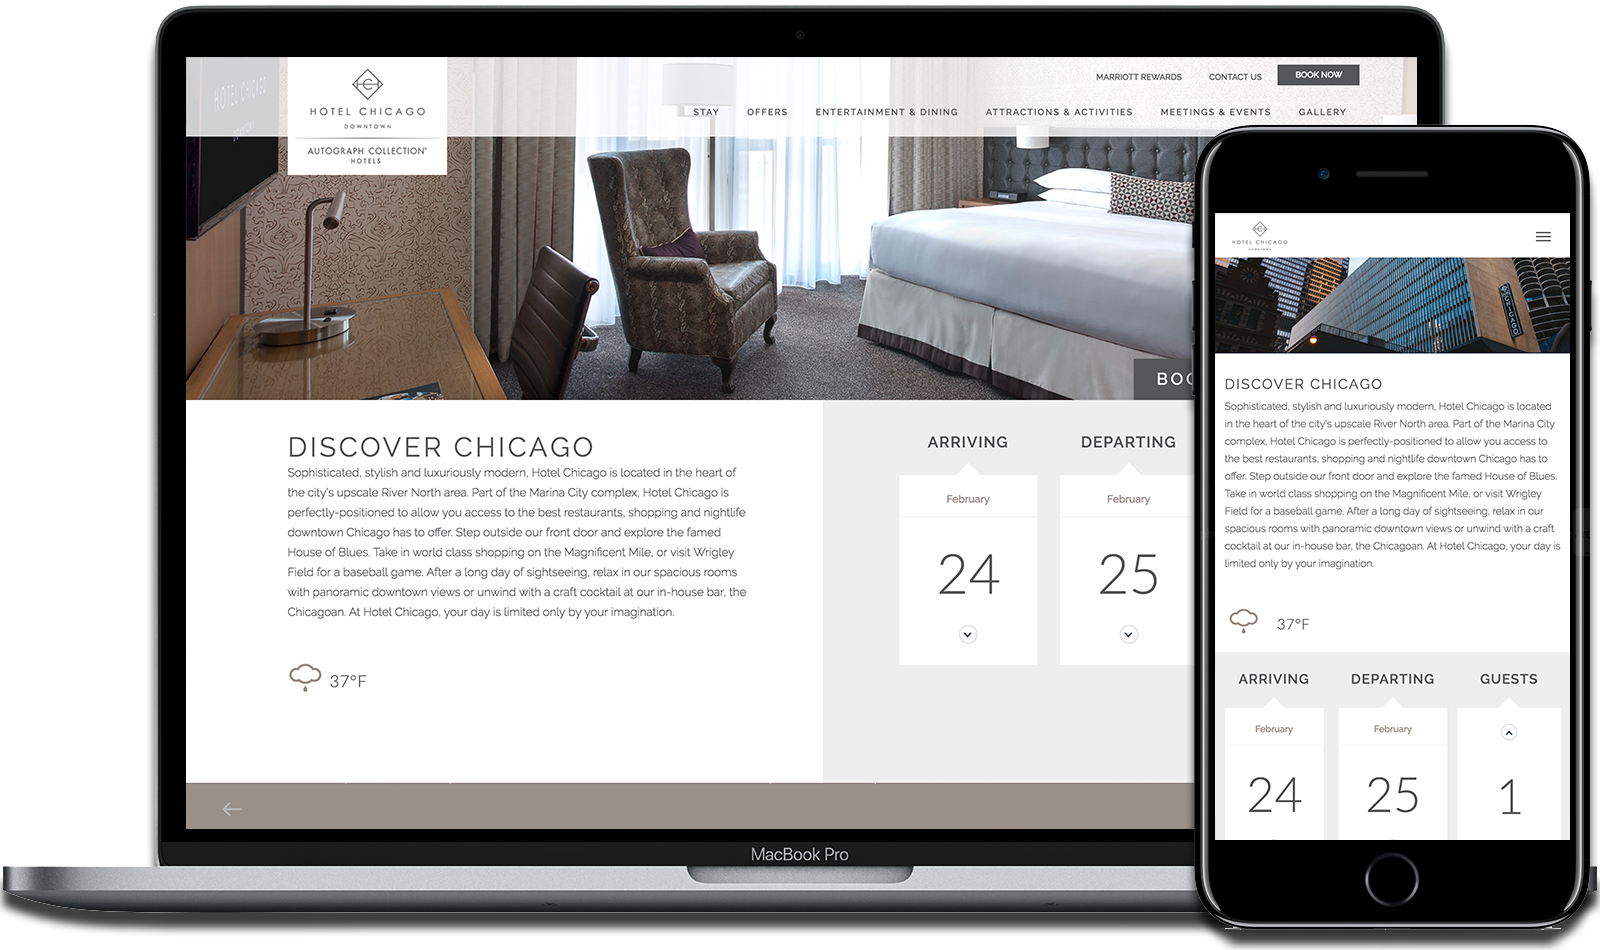 HOTEL CHICAGO
HOTEL CHICAGO
DOWNTOWN
AUTOGRAPH COLLECTION®
HOTELS
MARRIOTT REWARDS
CONTACT US
BOOK NOW
STAY
OFFERS
ENTERTAINMENT & DINING
ATTRACTIONS & ACTIVITIES
MEETINGS & EVENTS
GALLERY
BOO
DISCOVER CHICAGO
Sophisticated, stylish and luxuriously modern, Hotel Chicago is located in the heart of
the city's upscale River North area. Part of the Marina City complex, Hotel Chicago is
perfectly-positioned to allow you access to the best restaurants, shopping and nightlife
downtown Chicago has to offer. Step outside our front door and explore the famed
House of Blues. Take in world class shopping on the Magnificent Mile, or visit Wrigley
Field for a baseball game. After a long day of sightseeing, relax in our spacious rooms
with panoramic downtown views or unwind with a craft cocktail at our in-house bar, the
Chicagoan. At Hotel Chicago, your day is limited only by your imagination.
37°F
ARRIVING
DEPARTING
February
February
24
25
MacBook Pro
HOTEL CHICAGO
DOWNTOWN
CHICAGO
DISCOVER CHICAGO
Sophisticated, stylish and luxuriously modern, Hotel Chicago is located
in the heart of the city's upscale River North area. Part of the Marina City
complex, Hotel Chicago is perfectly-positioned to allow you access to
the best restaurants, shopping and nightlife downtown Chicago has to
offer. Step outside our front door and explore the famed House of Blues.
Take in world class shopping on the Magnificent Mile, or visit Wrigley
Field for a baseball game. After a long day of sightseeing, relax in our
spacious rooms with panoramic downtown views or unwind with a craft
cocktail at our in-house bar, the Chicagoan. At Hotel Chicago, your day is
limited only by your imagination.
37°F
ARRIVING
DEPARTING
GUESTS
February
February
24
25
1